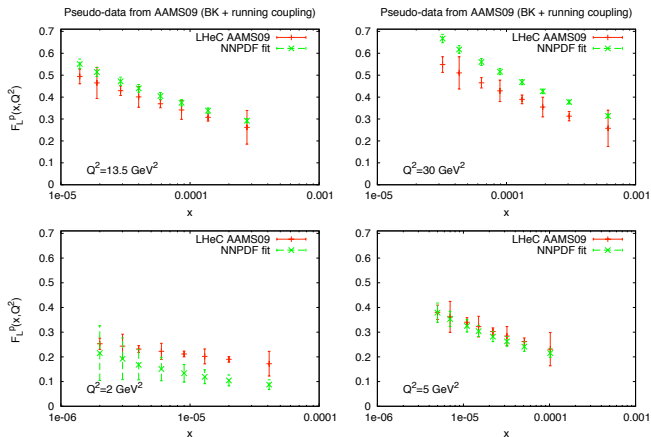 Pseudo-data from AAMS09 (BK + running coupling)
LHeC AAMS09
NNPDF fit
F_L^p(x,Q^2)
0.7
0.6
0.5
0.4
0.3
0.2
0.1
0
Q^2=13.5 GeV^2
1e-05
0.0001
0.001
x
Pseudo-data from AAMS09 (BK + running coupling)
LHeC AAMS09
NNPDF fit
0.7
0.6
0.5
0.4
0.3
0.2
0.1
0
Q^2=30 GeV^2
1e-05
0.0001
0.001
x
LHeC AAMS09
NNPDF fit
F_L^p(x,Q^2)
0.7
0.6
0.5
0.4
0.3
0.2
0.1
0
Q^2=2 GeV^2
1e-06
1e-05
0.0001
x
LHeC AAMS09
NNPDF fit
0.7
0.6
0.5
0.4
0.3
0.2
0.1
0
Q^2=5 GeV^2
1e-06
1e-05
0.0001
0.001
x